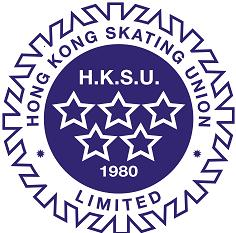 HONG KONG SKATING UNION
H.K.S.U.
1980
LIMITED